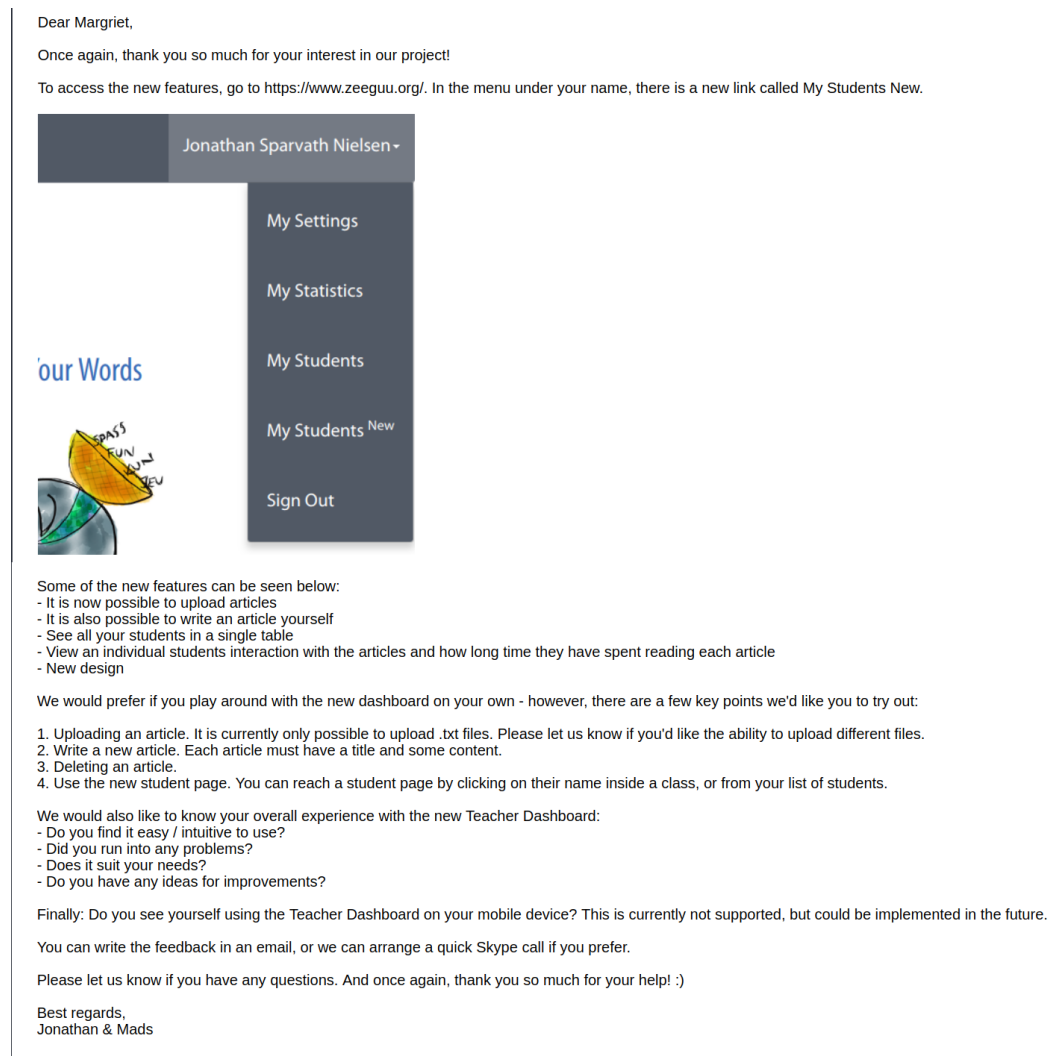 Dear Margriet,
Once again, thank you so much for your interest in our project!
To access the new features, go to https://www.zeeguu.org/. In the menu under your name, there is a new link called My Students New.
Jonathan Sparvath Nielsen
My Settings
My Statistics
My Students
our Words
My Students New
SPASS
FUN
ZEU
Sign Out
Some of the new features can be seen below:
- It is now possible to upload articles
- It is also possible to write an article yourself
- See all your students in a single table
- View an individual students interaction with the articles and how long time they have spent reading each article
- New design
We would prefer if you play around with the new dashboard on your own - however, there are a few key points we'd like you to try out:
1. Uploading an article. It is currently only possible to upload .txt files. Please let us know if you'd like the ability to upload different files.
2. Write a new article. Each article must have a title and some content.
3. Deleting an article.
4. Use the new student page. You can reach a student page by clicking on their name inside a class, or from your list of students.
We would also like to know your overall experience with the new Teacher Dashboard:
- Do you find it easy / intuitive to use?
- Did you run into any problems?
- Does it suit your needs?
- Do you have any ideas for improvements?
Finally: Do you see yourself using the Teacher Dashboard on your mobile device? This is currently not supported, but could be implemented in the future.
You can write the feedback in an email, or we can arrange a quick Skype call if you prefer.
Please let us know if you have any questions. And once again, thank you so much for your help! :)
Best regards,
Jonathan & Mads